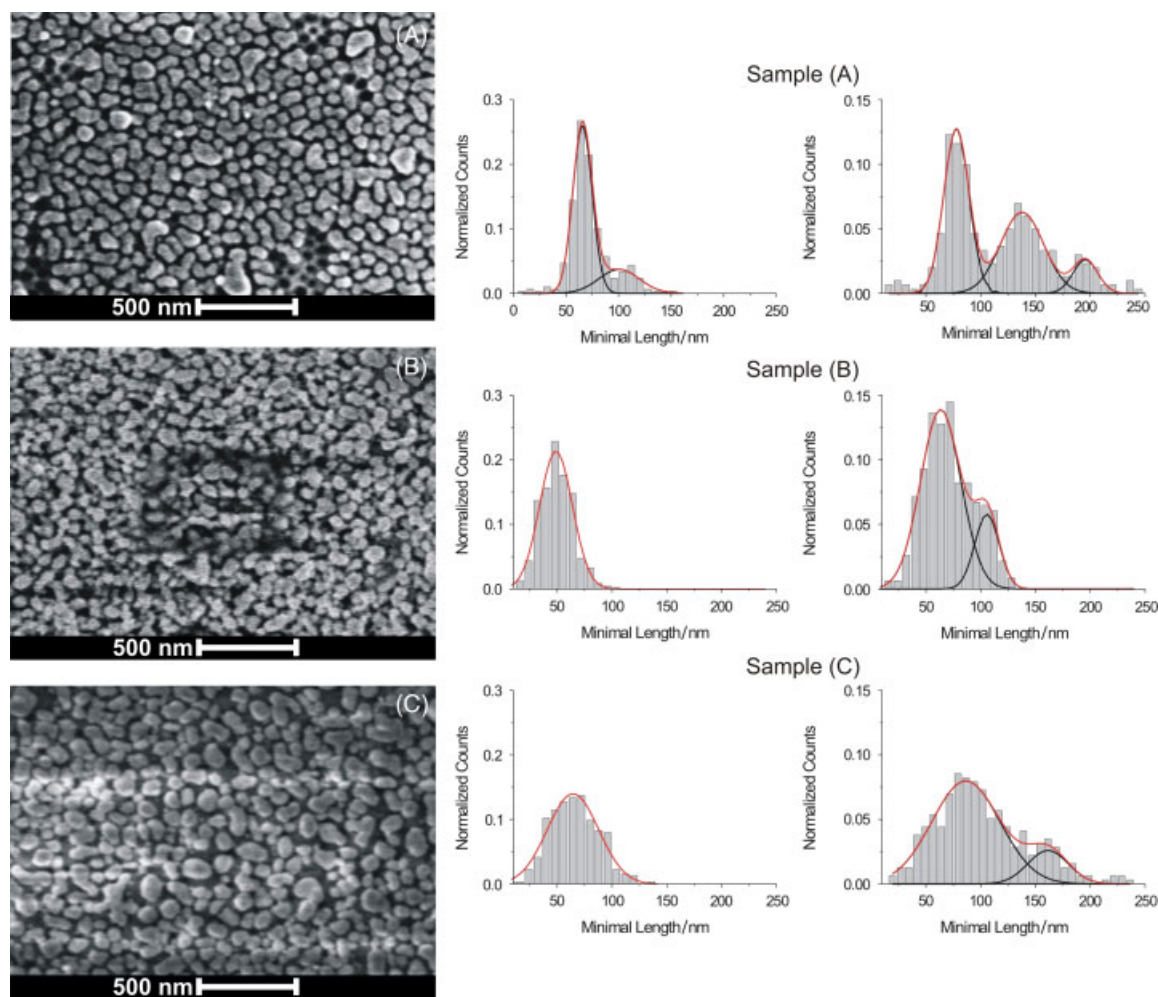 (A)
500 nm
(B)
500 nm
(C)
500 nm
Sample (A)
Normalized Counts
0.3
0.2
0.1
0.0
0 50 100 150 200 250
Minimal Length/nm
Normalized Counts
0.15
0.10
0.05
0.00
50 100 150 200 250
Minimal Length/nm
Sample (B)
Normalized Counts
0.3
0.2
0.1
0.0
50 100 150 200 250
Minimal Length/nm
Normalized Counts
0.15
0.10
0.05
0.00
50 100 150 200 250
Minimal Length/nm
Sample (C)
Normalized Counts
0.3
0.2
0.1
0.0
50 100 150 200 250
Minimal Length/nm
Normalized Counts
0.15
0.10
0.05
0.00
50 100 150 200 250
Minimal Length/nm